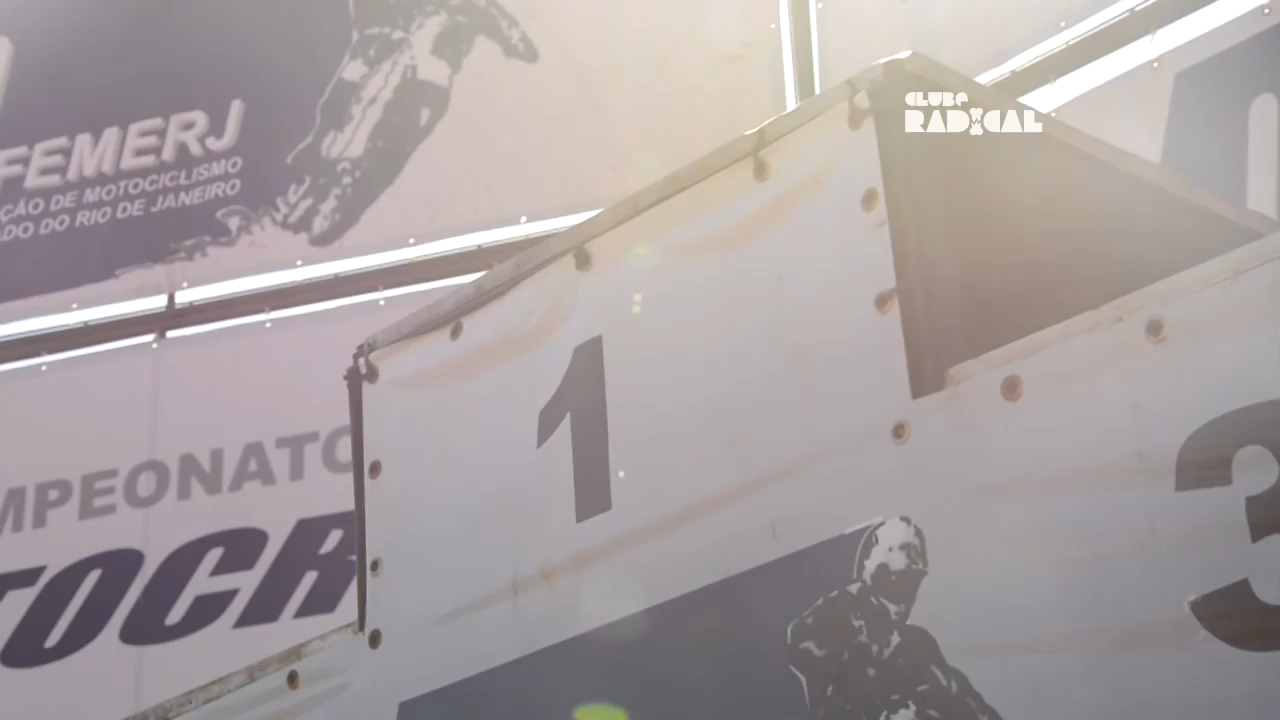 CLUBE
RADICAL
FEMERJ
ÇÃO DE MOTOCICLISMO
ADO DO RIO DE JANEIRO
1
3
MPEONATO
TOCR